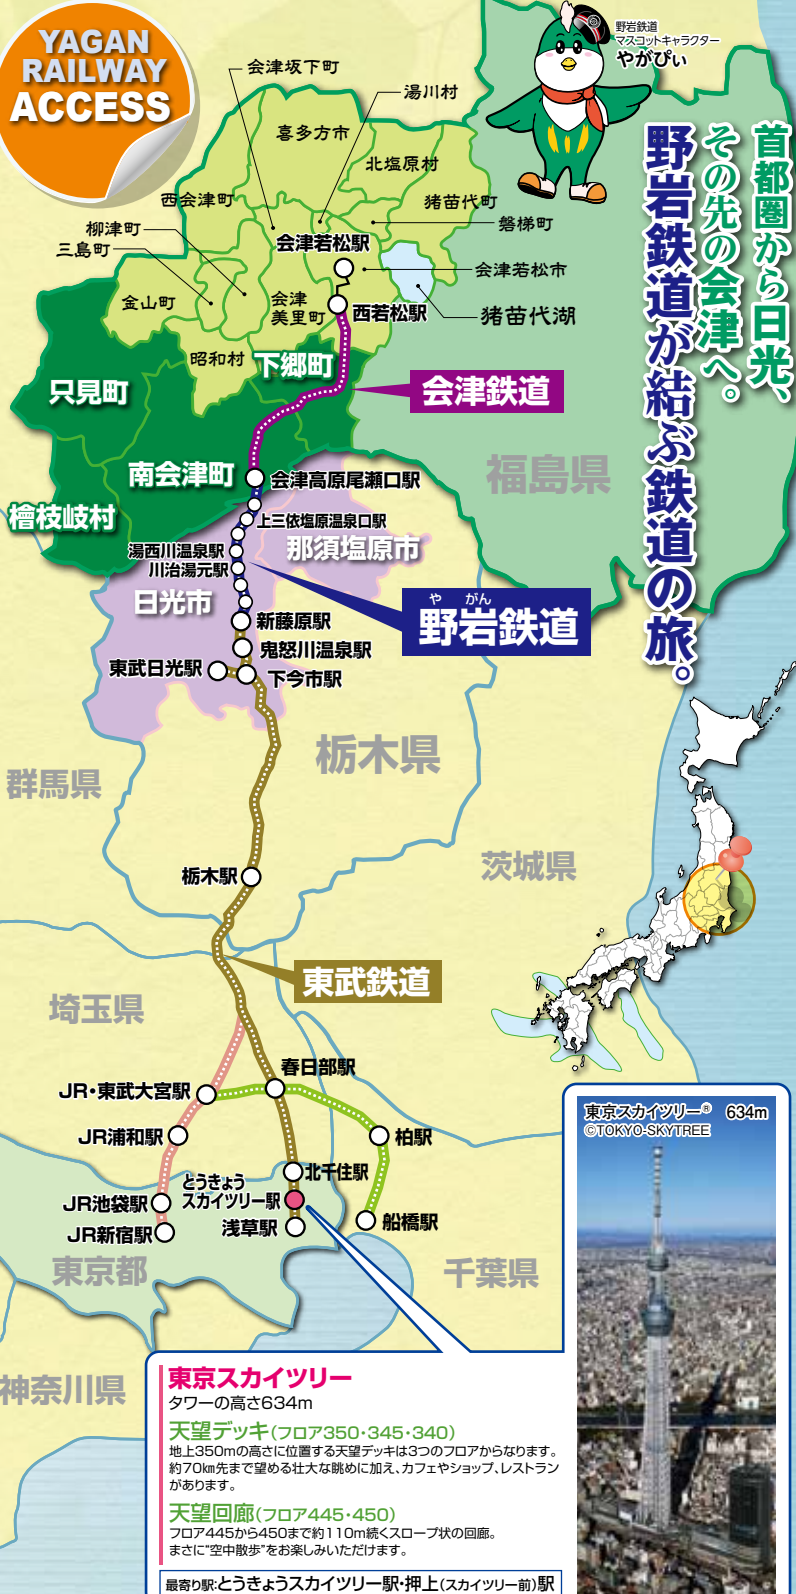 YAGAN
RAILWAY
ACCESS
野岩鉄道
マスコットキャラクター
やがぴぃ
首都圏から日光、
その先の会津へ。
野岩鉄道が結ぶ鉄道の旅。
会津坂下町
湯川村
喜多方市
北塩原村
西会津町
猪苗代町
柳津町
磐梯町
三島町
会津若松駅
会津若松市
金山町
会津
美里町
西若松駅
猪苗代湖
昭和村
下郷町
只見町
会津鉄道
南会津町
会津高原尾瀬口駅
福島県
檜枝岐村
上三依塩原温泉口駅
湯西川温泉駅
那須塩原市
川治湯元駅
日光市
や がん
野岩鉄道
新藤原駅
鬼怒川温泉駅
東武日光駅
下今市駅
栃木県
群馬県
茨城県
栃木駅
東武鉄道
埼玉県
春日部駅
JR・東武大宮駅
JR浦和駅
柏駅
北千住駅
とうきょう
スカイツリー駅
JR池袋駅
浅草駅
船橋駅
JR新宿駅
東京都
千葉県
神奈川県
東京スカイツリー® 634m
©TOKYO-SKYTREE
東京スカイツリー
タワーの高さ634m
天望デッキ(フロア350・345・340)
地上350mの高さに位置する天望デッキは3つのフロアからなります。
約70km先まで望める壮大な眺めに加え、カフェやショップ、レストラン
があります。
天望回廊(フロア445・450)
フロア445から450まで約110m続くスロープ状の回廊。
まさに"空中散歩"をお楽しみいただけます。
最寄り駅:とうきょうスカイツリー駅・押上(スカイツリー前)駅